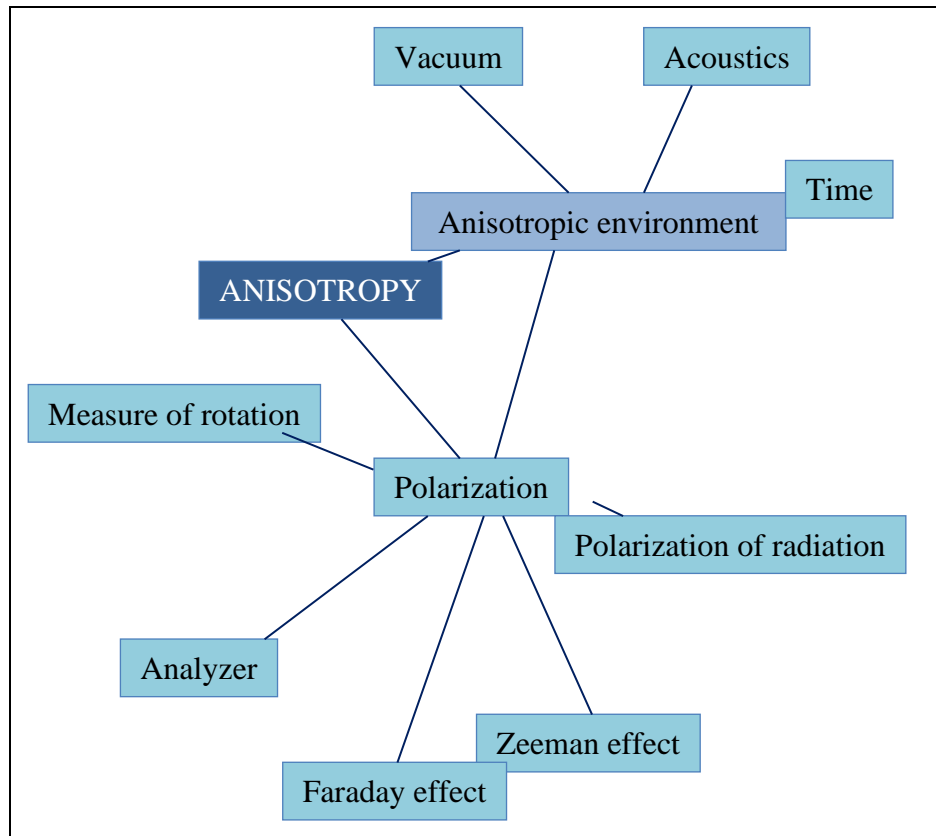 Vacuum
Acoustics
Time
Anisotropic environment
ANISOTROPY
Measure of rotation
Polarization
Polarization of radiation
Analyzer
Zeeman effect
Faraday effect